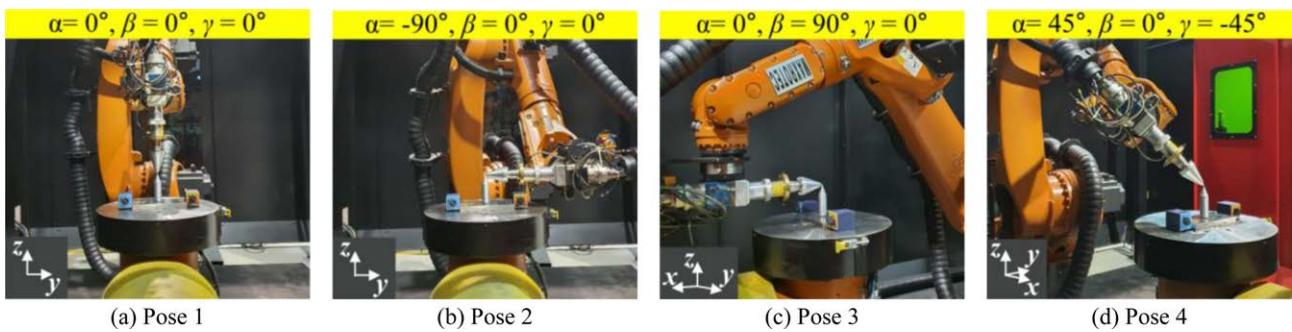 α= 0°, β = 0°, γ = 0°
α= -90°, β = 0°, γ = 0°
α= 0°, β = 90°, γ = 0°
α= 45°, β = 0°, γ = -45°
MAXROTEC
z
y
z
y
z
x
y
z
y
x
(a) Pose 1
(b) Pose 2
(c) Pose 3
(d) Pose 4